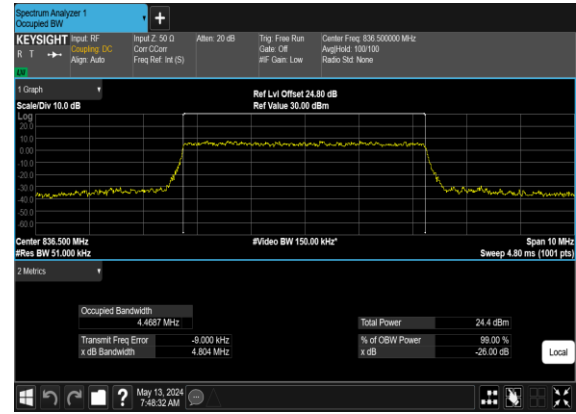 Spectrum Analyzer 1
Occupied BW
+
KEYSIGHT Input: RF Input Z: 50 Ω Atten: 20 dB Trig: Free Run Center Freq: 836.500000 MHz
R T Coupling: DC Corr CCorr Gate: Off Avg|Hold: 100/100
Align: Auto Freq Ref: Int (S) #IF Gain: Low Radio Std: None
LXI
1 Graph
Ref Lvl Offset 24.80 dB
Scale/Div 10.0 dB Ref Value 30.00 dBm
Log
20.0
10.0
0.00
-10.0
-20.0
-30.0
-40.0
-50.0
-60.0
Center 836.500 MHz #Video BW 150.00 kHz* Span 10 MHz
#Res BW 51.000 kHz Sweep 4.80 ms (1001 pts)
2 Metrics
Occupied Bandwidth
4.4687 MHz Total Power 24.4 dBm
Transmit Freq Error -9.000 kHz % of OBW Power 99.00 %
x dB Bandwidth 4.804 MHz x dB -26.00 dB
Local
? May 13, 2024
7:48:32 AM